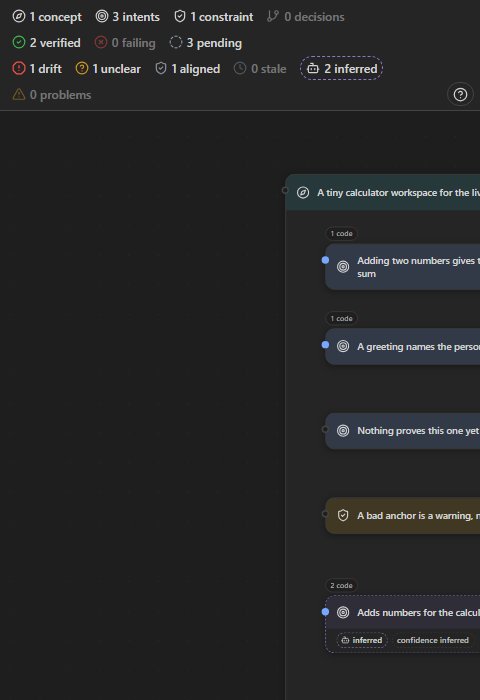 1 concept 3 intents 1 constraint 0 decisions
2 verified 0 failing 3 pending
1 drift 1 unclear 1 aligned 0 stale 2 inferred
0 problems
A tiny calculator workspace for the
1 code
Adding two numbers gives
sum
1 code
A greeting names the
Nothing proves this one yet
A bad anchor is a warning,
2 code
Adds numbers for the
inferred confidence inferred